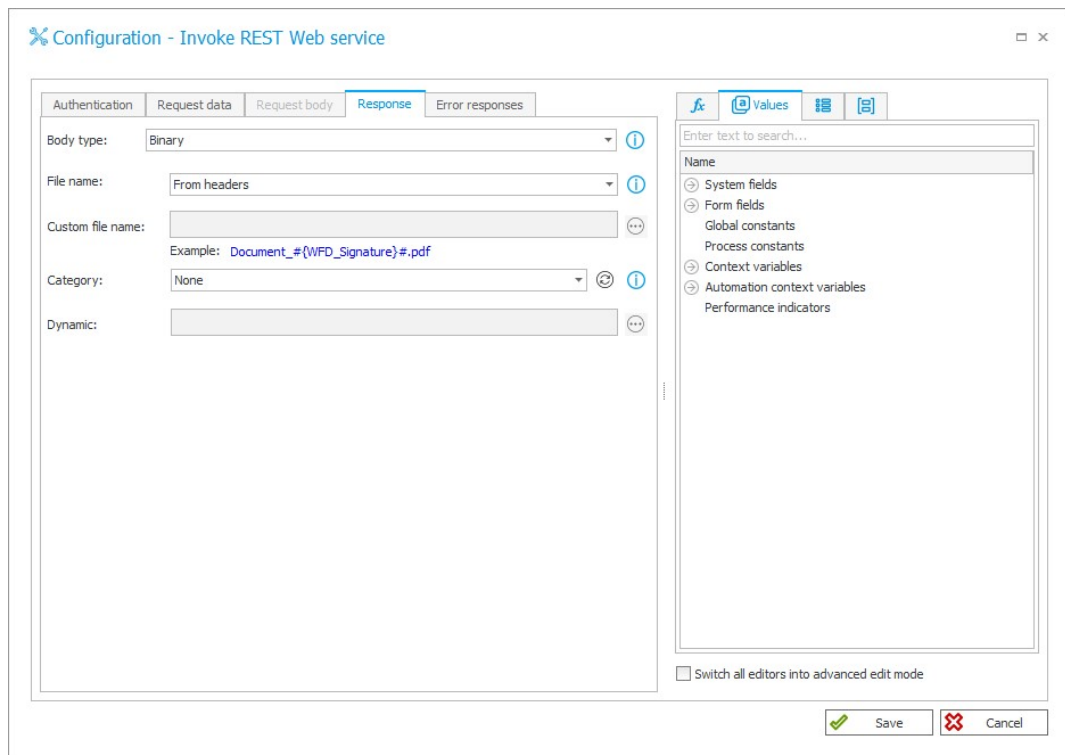 Configuration - Invoke REST Web service
Authentication
Request data
Request body
Response
Error responses
Body type:
Binary
File name:
From headers
Custom file name:
Example: Document_#{WFD_Signature}#.pdf
Category:
None
Dynamic:
fx
Values
Enter text to search...
Name
System fields
Form fields
Global constants
Process constants
Context variables
Automation context variables
Performance indicators
Switch all editors into advanced edit mode
Save
Cancel